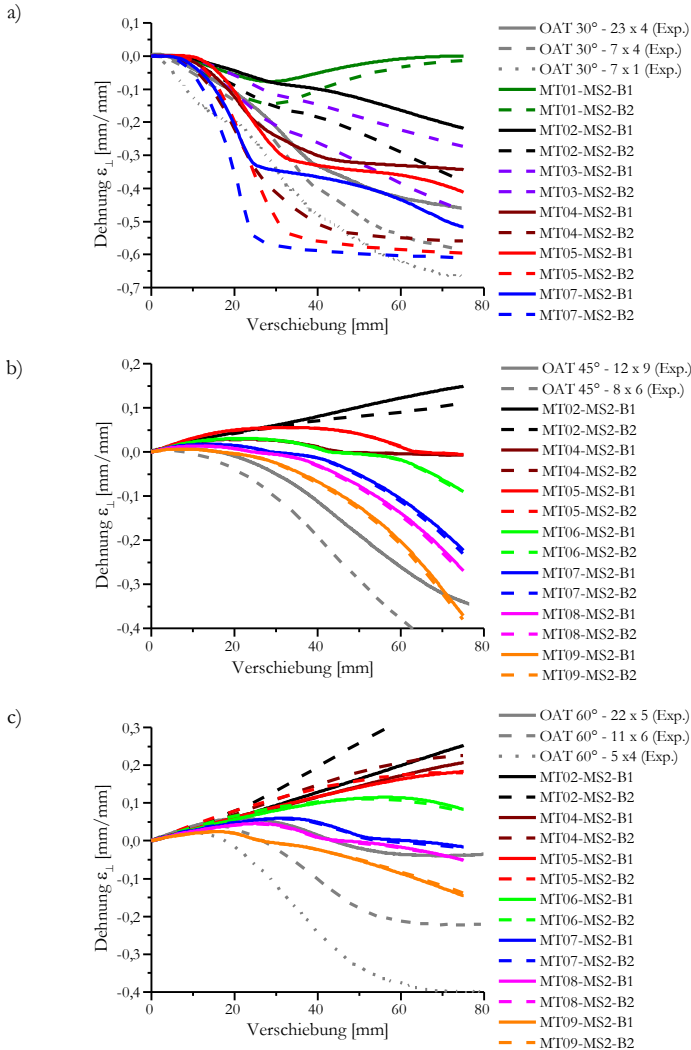 a)
0,1
0,0
-0,1
-0,2
-0,3
-0,4
-0,5
-0,6
-0,7
0
20
40
60
80
Dehnung ε⊥ [mm/mm]
Verschiebung [mm]
OAT 30° - 23 x 4 (Exp.)
OAT 30° - 7 x 4 (Exp.)
OAT 30° - 7 x 1 (Exp.)
MT01-MS2-B1
MT01-MS2-B2
MT02-MS2-B1
MT02-MS2-B2
MT03-MS2-B1
MT03-MS2-B2
MT04-MS2-B1
MT04-MS2-B2
MT05-MS2-B1
MT05-MS2-B2
MT07-MS2-B1
MT07-MS2-B2
b)
0,2
0,1
0,0
-0,1
-0,2
-0,3
-0,4
0
20
40
60
80
Dehnung ε⊥ [mm/mm]
Verschiebung [mm]
OAT 45° - 12 x 9 (Exp.)
OAT 45° - 8 x 6 (Exp.)
MT02-MS2-B1
MT02-MS2-B2
MT04-MS2-B1
MT04-MS2-B2
MT05-MS2-B1
MT05-MS2-B2
MT06-MS2-B1
MT06-MS2-B2
MT07-MS2-B1
MT07-MS2-B2
MT08-MS2-B1
MT08-MS2-B2
MT09-MS2-B1
MT09-MS2-B2
c)
0,3
0,2
0,1
0,0
-0,1
-0,2
-0,3
-0,4
0
20
40
60
80
Dehnung ε⊥ [mm/mm]
Verschiebung [mm]
OAT 60° - 22 x 5 (Exp.)
OAT 60° - 11 x 6 (Exp.)
OAT 60° - 5 x4 (Exp.)
MT02-MS2-B1
MT02-MS2-B2
MT04-MS2-B1
MT04-MS2-B2
MT05-MS2-B1
MT05-MS2-B2
MT06-MS2-B1
MT06-MS2-B2
MT07-MS2-B1
MT07-MS2-B2
MT08-MS2-B1
MT08-MS2-B2
MT09-MS2-B1
MT09-MS2-B2